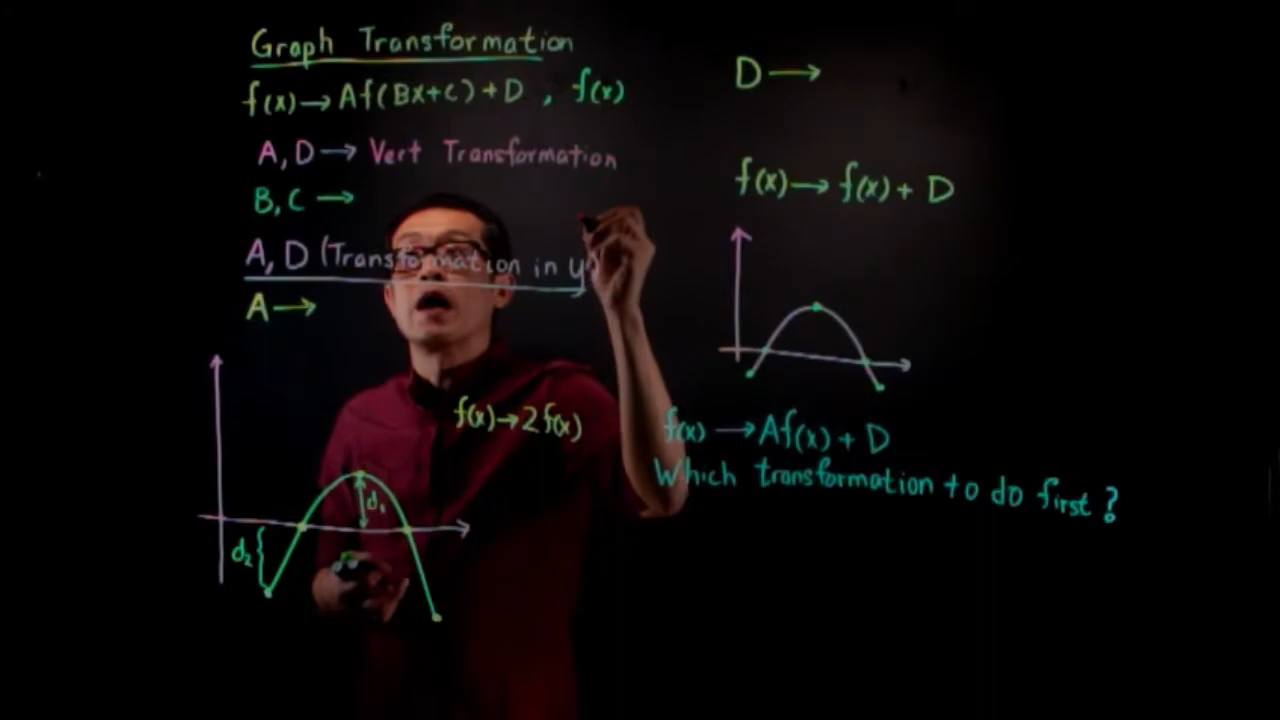 Graph Transformation
f(x)→Af(Bx+C)+D , f(x)
A, D → Vert Transformation
B, C →
A, D (Transformation in y)
A →
f(x)→2f(x)
d₁
d₂
D →
f(x)→ f(x) + D
f(x) → Af(x) + D
Which transformation to do first ?